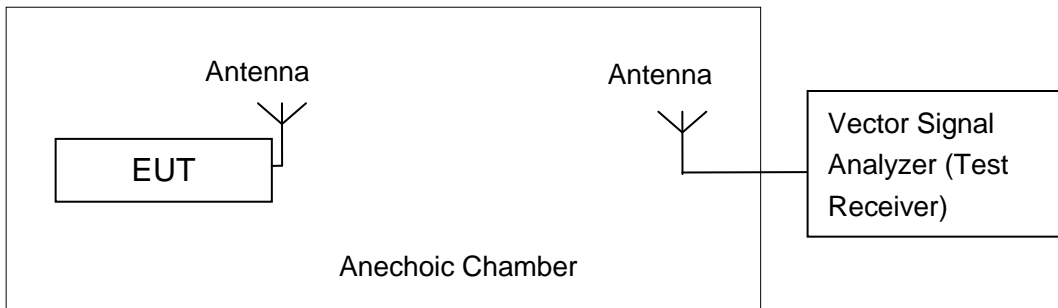 Antenna
Antenna
EUT
Vector Signal
Analyzer (Test
Receiver)
Anechoic Chamber